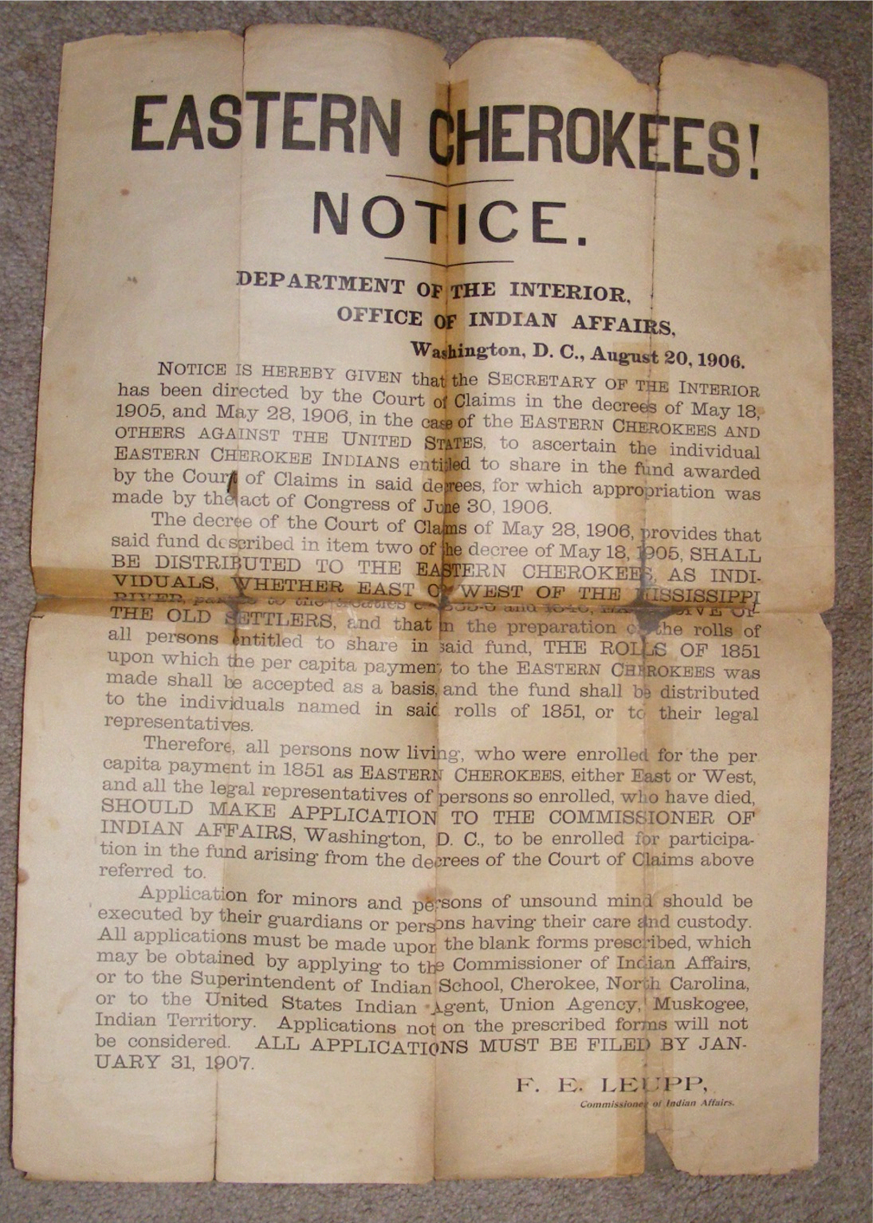 EASTERN CHEROKEES!
NOTICE.
DEPARTMENT OF THE INTERIOR,
OFFICE OF INDIAN AFFAIRS,
Washington, D. C., August 20, 1906.
NOTICE IS HEREBY GIVEN that the SECRETARY OF THE INTERIOR
has been directed by the Court of Claims in the decrees of May 18,
1905, and May 28, 1906, in the case of the EASTERN CHEROKEES AND
OTHERS AGAINST THE UNITED STATES, to ascertain the individual
EASTERN CHEROKEE INDIANS entitled to share in the fund awarded
by the Court of Claims in said decrees, for which appropriation was
made by the act of Congress of June 30, 1906.
The decree of the Court of Claims of May 28, 1906, provides that
said fund described in item two of the decree of May 18, 1905, SHALL
BE DISTRIBUTED TO THE EASTERN CHEROKEES, AS INDI-
VIDUALS, WHETHER EAST OR WEST OF THE MISSISSIPPI
RIVER, to the treaties and
THE OLD SETTLERS, and that in the preparation of the rolls of
all persons entitled to share in said fund, THE ROLLS OF 1851
upon which the per capita payment to the EASTERN CHEROKEES was
made shall be accepted as a basis, and the fund shall be distributed
to the individuals named in said rolls of 1851, or to their legal
representatives.
Therefore, all persons now living, who were enrolled for the per
capita payment in 1851 as EASTERN CHEROKEES, either East or West,
and all the legal representatives of persons so enrolled, who have died,
SHOULD MAKE APPLICATION TO THE COMMISSIONER OF
INDIAN AFFAIRS, Washington, D. C., to be enrolled for participa-
tion in the fund arising from the decrees of the Court of Claims above
referred to.
Application for minors and persons of unsound mind should be
executed by their guardians or persons having their care and custody.
All applications must be made upon the blank forms prescribed, which
may be obtained by applying to the Commissioner of Indian Affairs,
or to the Superintendent of Indian School, Cherokee, North Carolina,
or to the United States Indian Agent, Union Agency, Muskogee,
Indian Territory. Applications not on the prescribed forms will not
be considered. ALL APPLICATIONS MUST BE FILED BY JAN-
UARY 31, 1907.
F. E. LEUPP,
Commissioner of Indian Affairs.